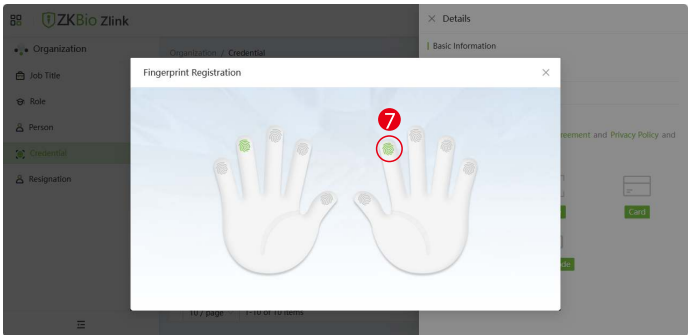 ZKBio Zlink
Details
Organization
Organization / Credential
Basic Information
Job Title
Fingerprint Registration
Role
7
Person
and Privacy Policy and
Credential
Resignation
Card
10 / page 1-10 of 10 items